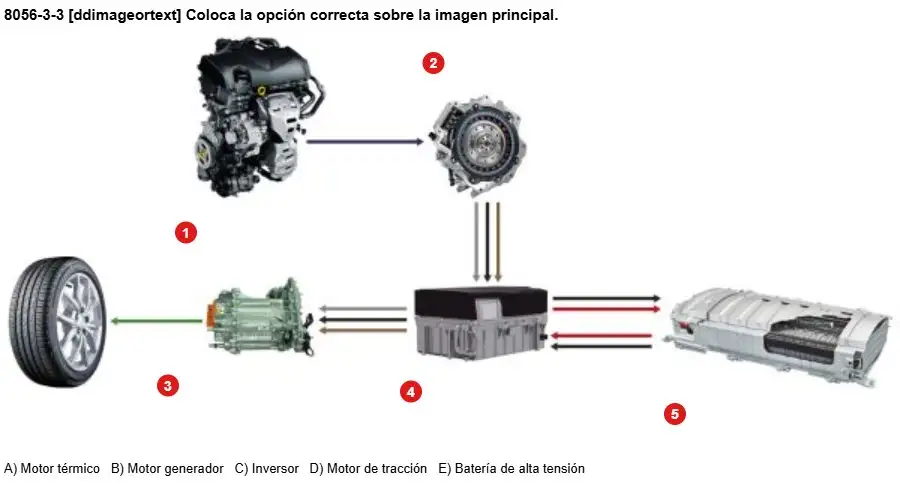 8056-3-3 [ddimageortext] Coloca la opción correcta sobre la imagen principal.
2
1
3
4
5
A) Motor térmico B) Motor generador C) Inversor D) Motor de tracción E) Batería de alta tensión